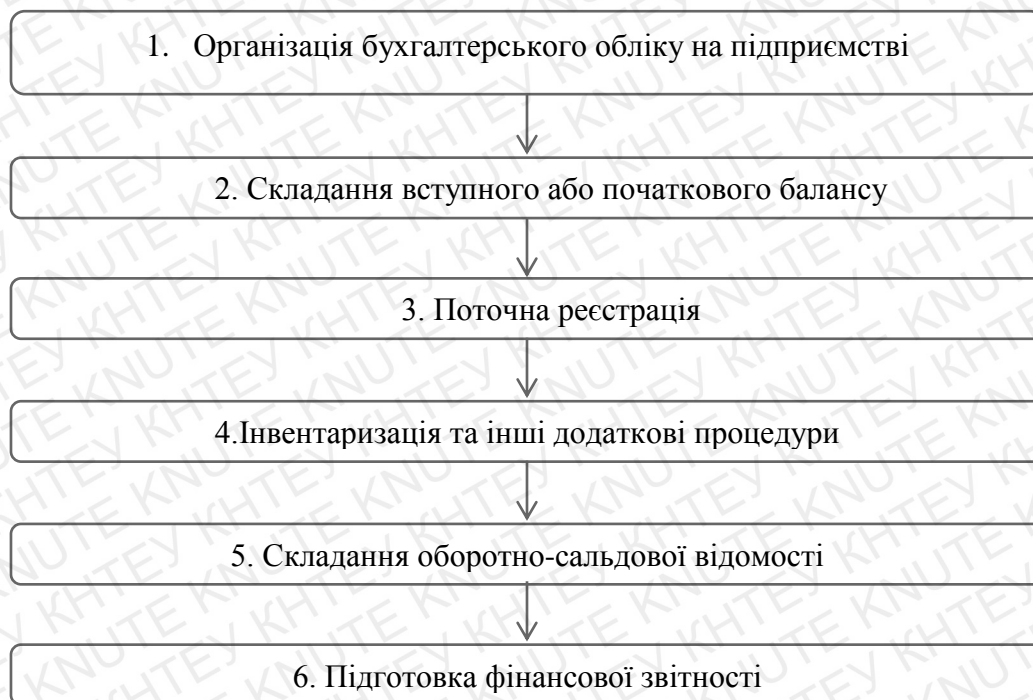 1. Організація бухгалтерського обліку на підприємстві
2. Складання вступного або початкового балансу
3. Поточна реєстрація
4.Інвентаризація та інші додаткові процедури
5. Складання оборотно-сальдової відомості
6. Підготовка фінансової звітності